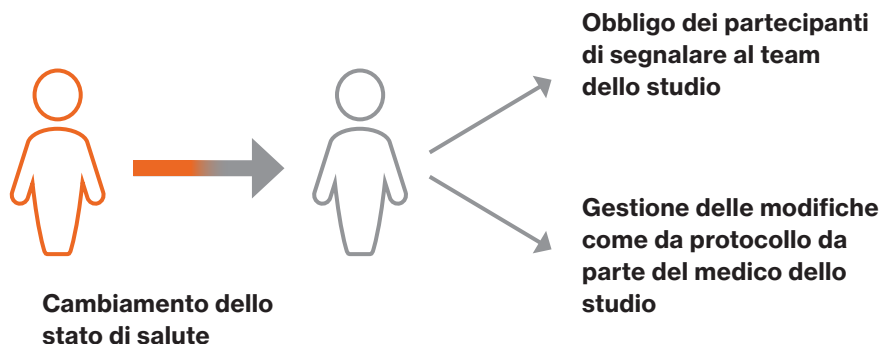 Obbligo dei partecipanti
di segnalare al team
dello studio
Gestione delle modifiche
come da protocollo da
parte del medico dello
studio
Cambiamento dello
stato di salute